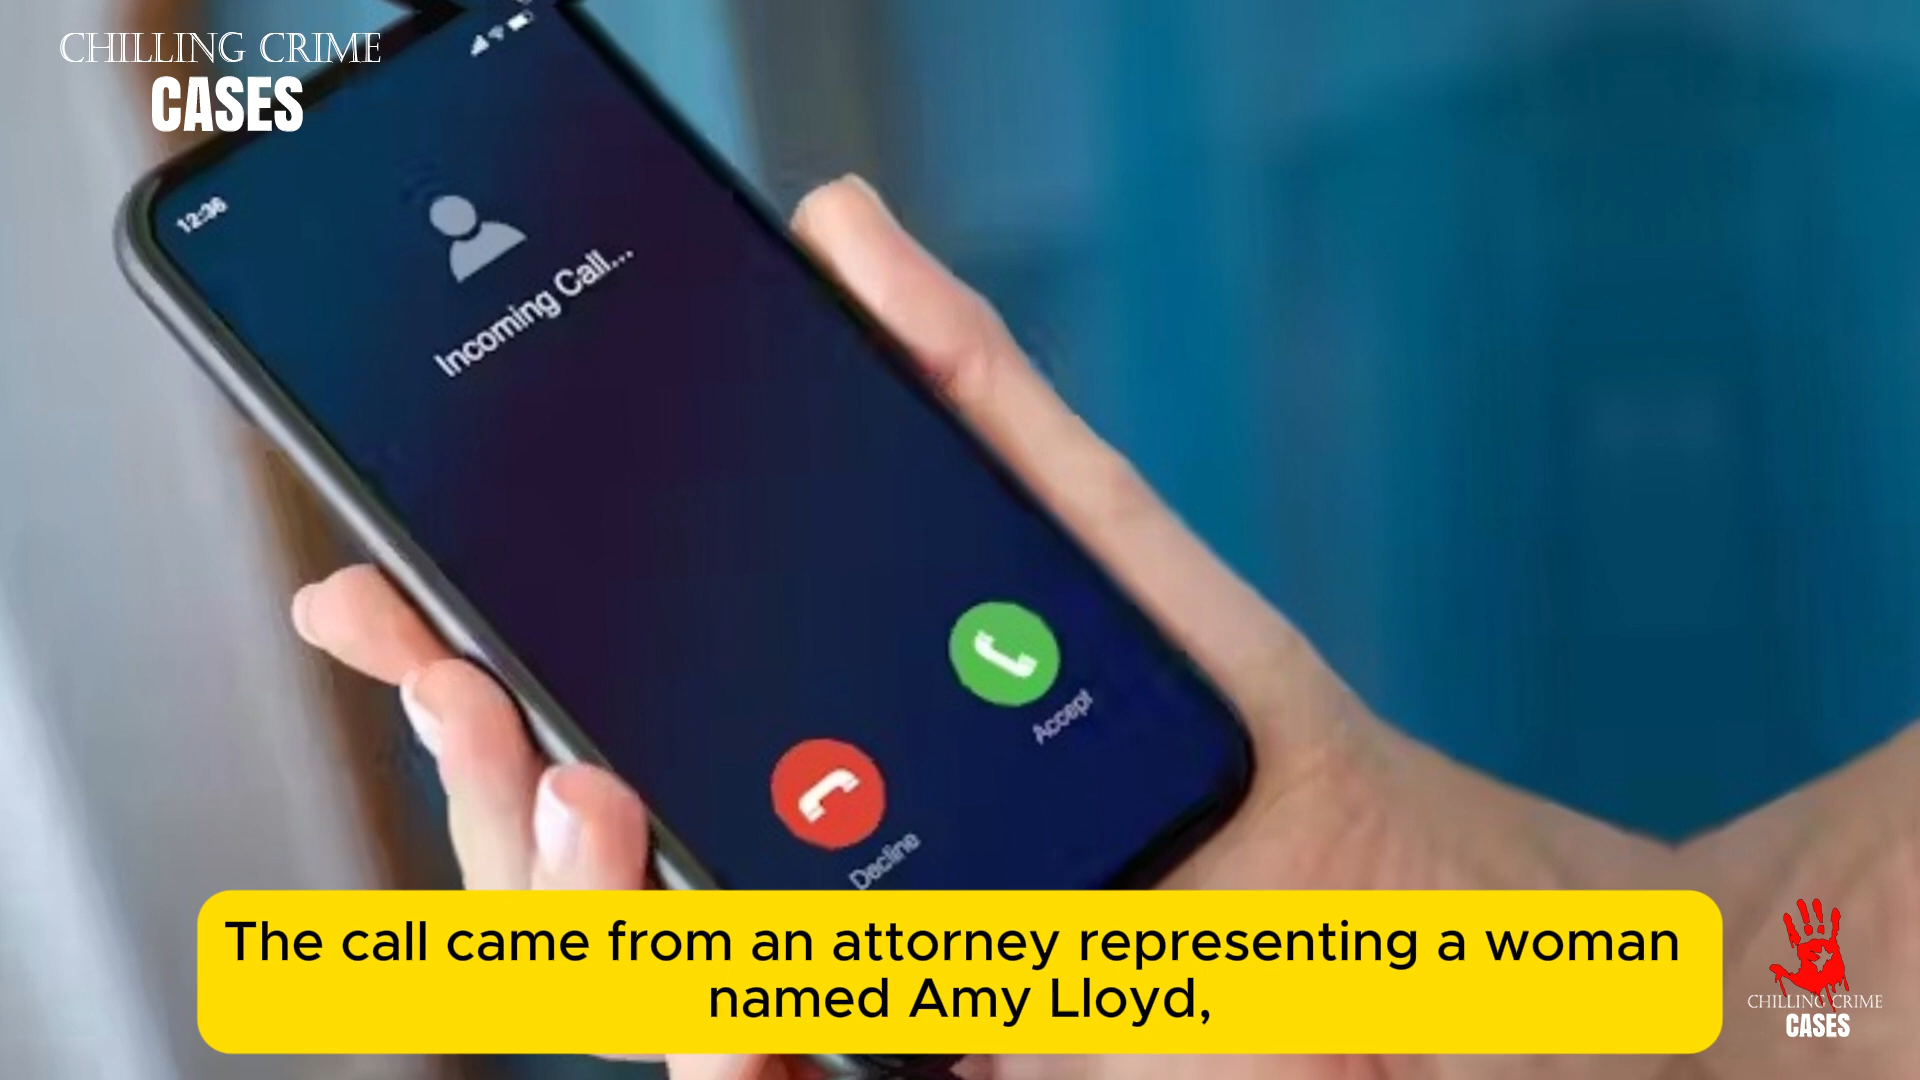 CHILLING CRIME
CASES
12:36
Incoming Call...
Accept
Decline
The call came from an attorney representing a woman
named Amy Lloyd,
CHILLING CRIME
CASES